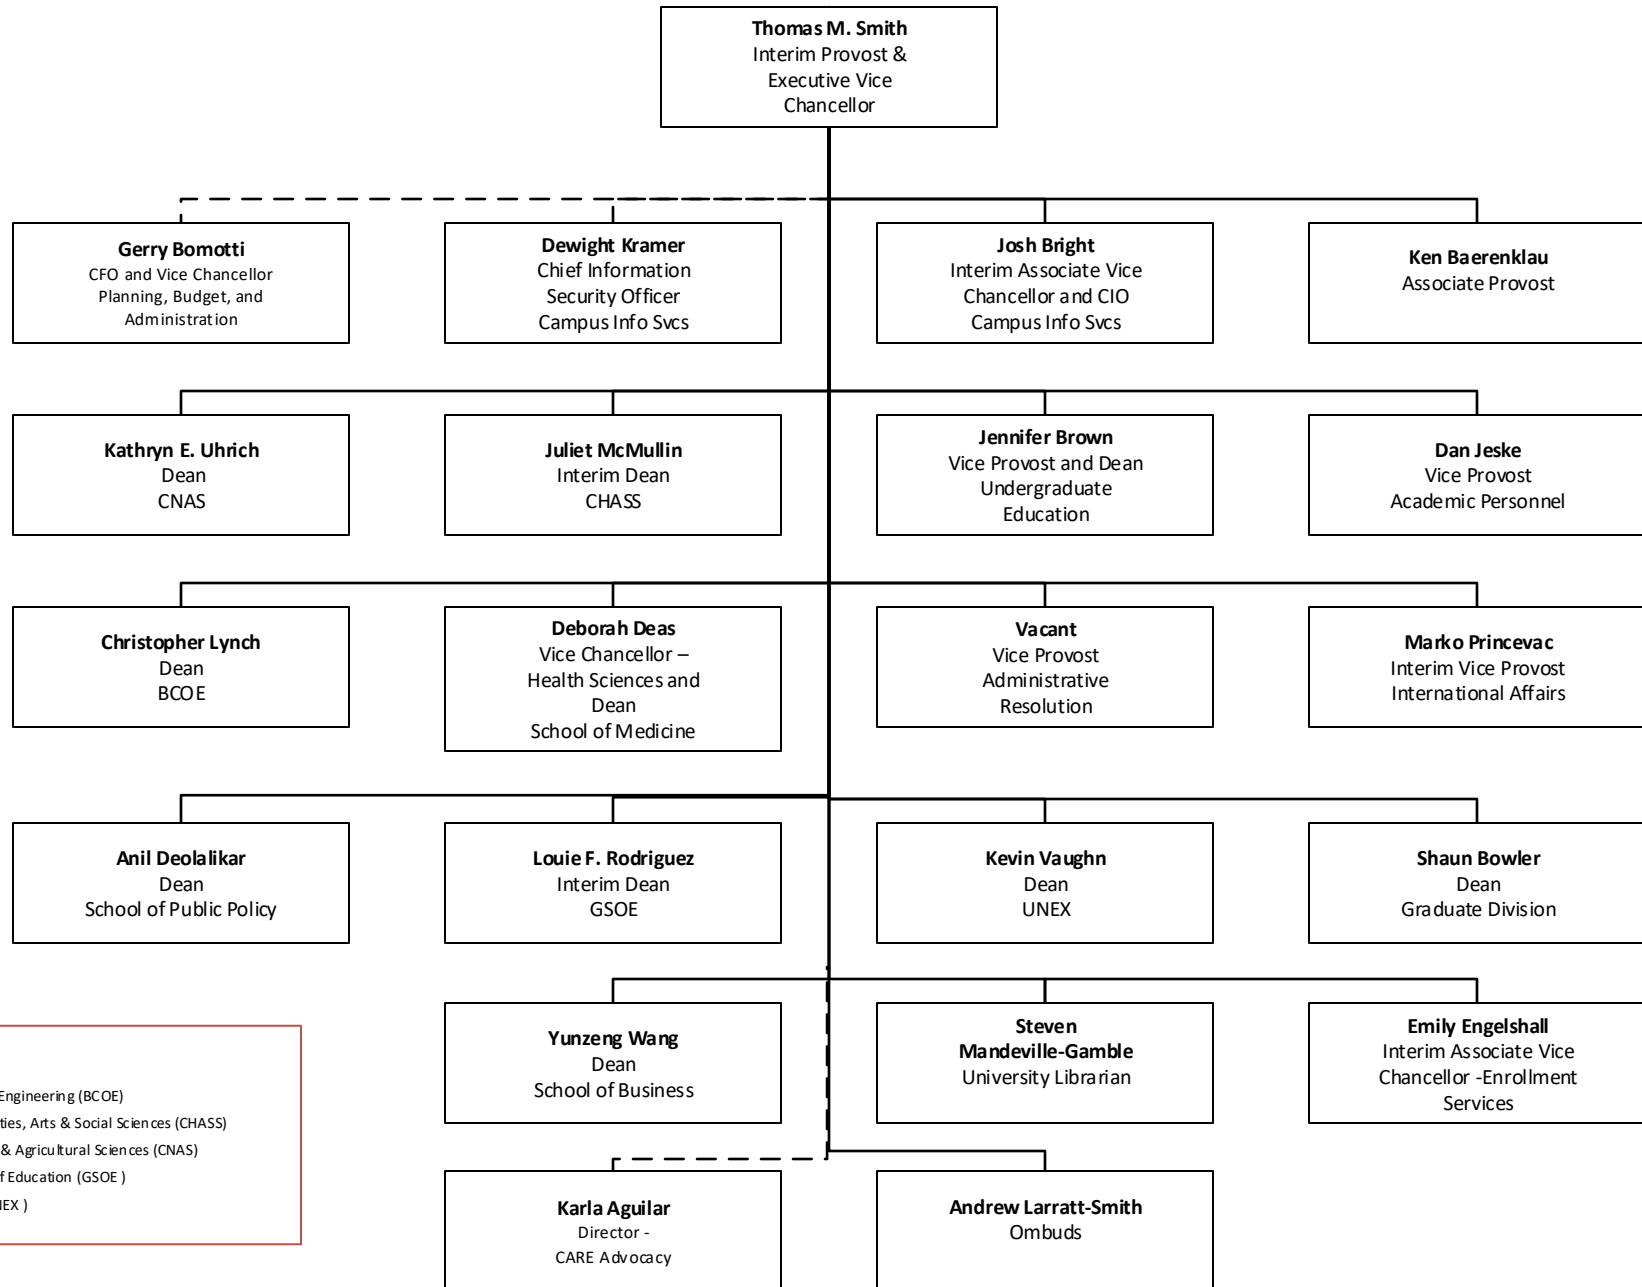 Thomas M. Smith
Interim Provost &
Executive Vice
Chancellor
Gerry Bomotti
CFO and Vice Chancellor
Planning, Budget, and
Administration
Dewight Kramer
Chief Information
Security Officer
Campus Info Svcs
Josh Bright
Interim Associate Vice
Chancellor and CIO
Campus Info Svcs
Ken Baerenklau
Associate Provost
Kathryn E. Uhrich
Dean
CNAS
Juliet McMullin
Interim Dean
CHASS
Jennifer Brown
Vice Provost and Dean
Undergraduate
Education
Dan Jeske
Vice Provost
Academic Personnel
Christopher Lynch
Dean
BCOE
Deborah Deas
Vice Chancellor –
Health Sciences and
Dean
School of Medicine
Vacant
Vice Provost
Administrative
Resolution
Marko Princevac
Interim Vice Provost
International Affairs
Anil Deolalikar
Dean
School of Public Policy
Louie F. Rodriguez
Interim Dean
GSOE
Kevin Vaughn
Dean
UNEX
Shaun Bowler
Dean
Graduate Division
Yunzeng Wang
Dean
School of Business
Steven
Mandeville-Gamble
University Librarian
Emily Engelshall
Interim Associate Vice
Chancellor -Enrollment
Services
Engineering (BCOE)
ties, Arts & Social Sciences (CHASS)
& Agricultural Sciences (CNAS)
f Education (GSOE )
NEX )
Karla Aguilar
Director -
CARE Advocacy
Andrew Larratt-Smith
Ombuds